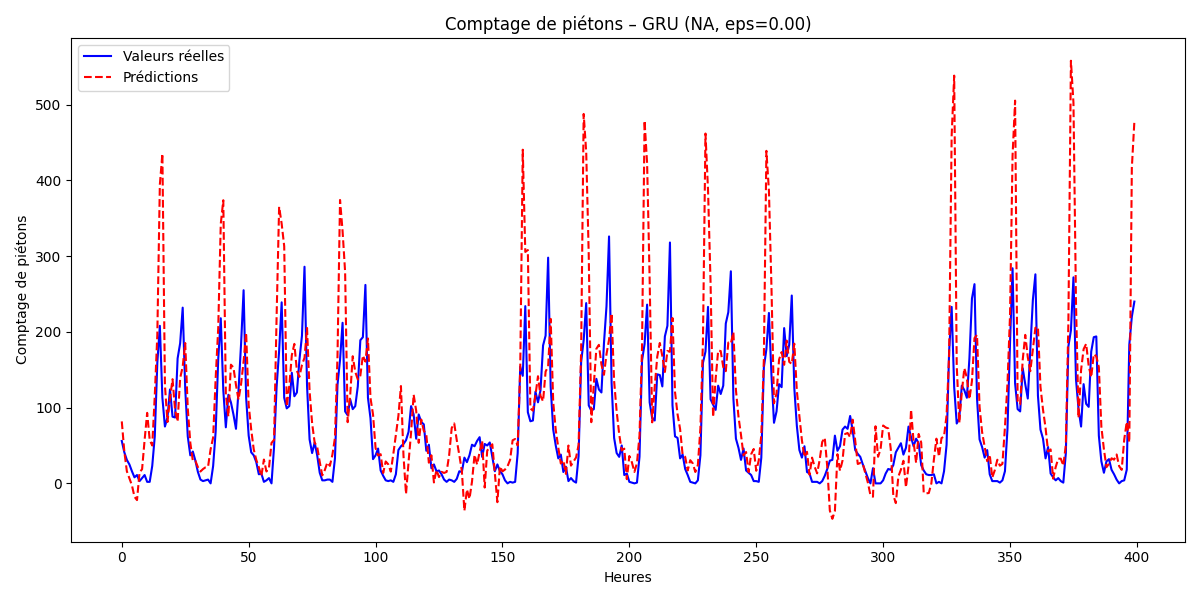 Comptage de piétons – GRU (NA, eps=0.00)
Valeurs réelles
Prédictions
Comptage de piétons
500
400
300
200
100
0
0 50 100 150 200 250 300 350 400
Heures